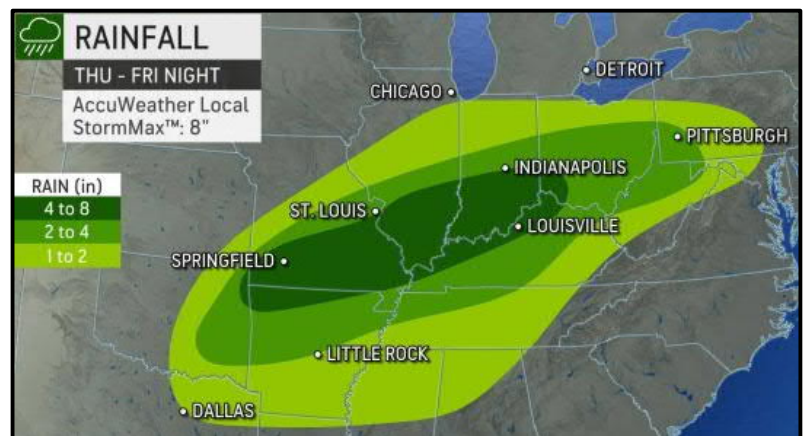 RAINFALL
THU - FRI NIGHT
AccuWeather Local
StormMax™: 8"
RAIN (in)
4 to 8
2 to 4
1 to 2
DETROIT
CHICAGO
PITTSBURGH
INDIANAPOLIS
ST. LOUIS
LOUISVILLE
SPRINGFIELD
LITTLE ROCK
DALLAS